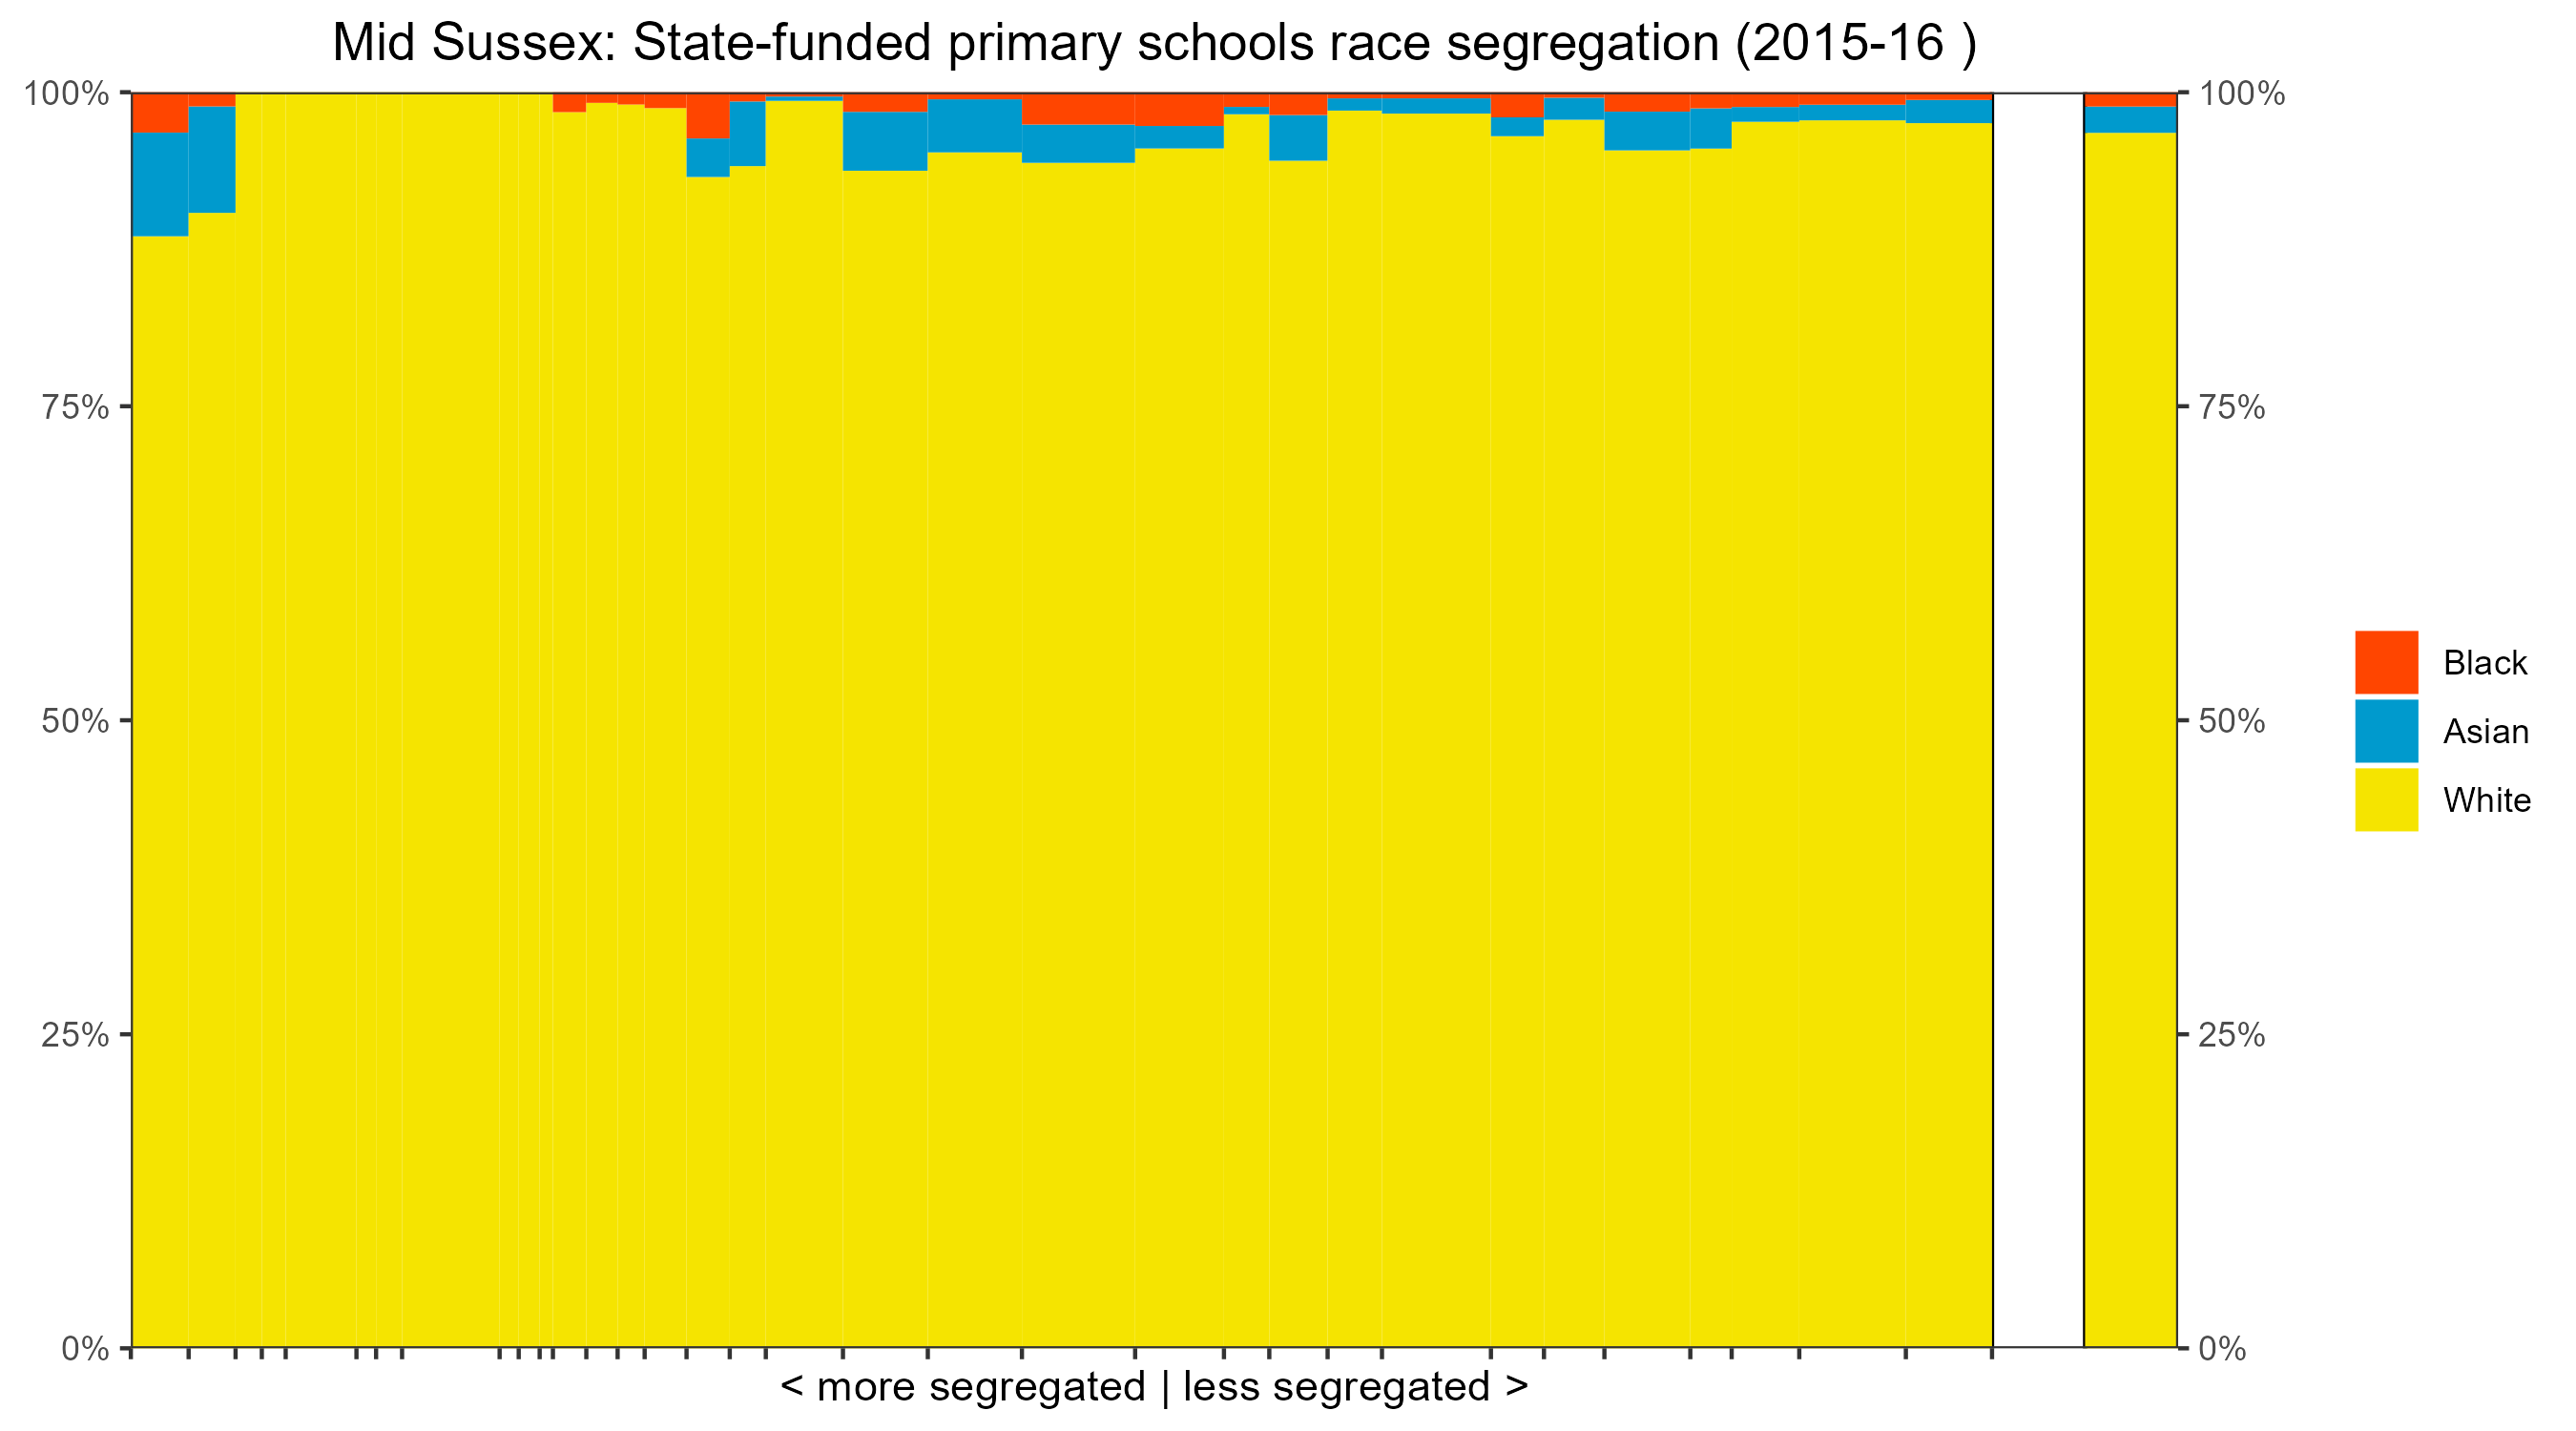 Mid Sussex: State-funded primary schools race segregation (2015-16 )
100%
75%
50%
25%
0%
100%
75%
50%
25%
0%
Black
Asian
White
< more segregated | less segregated >